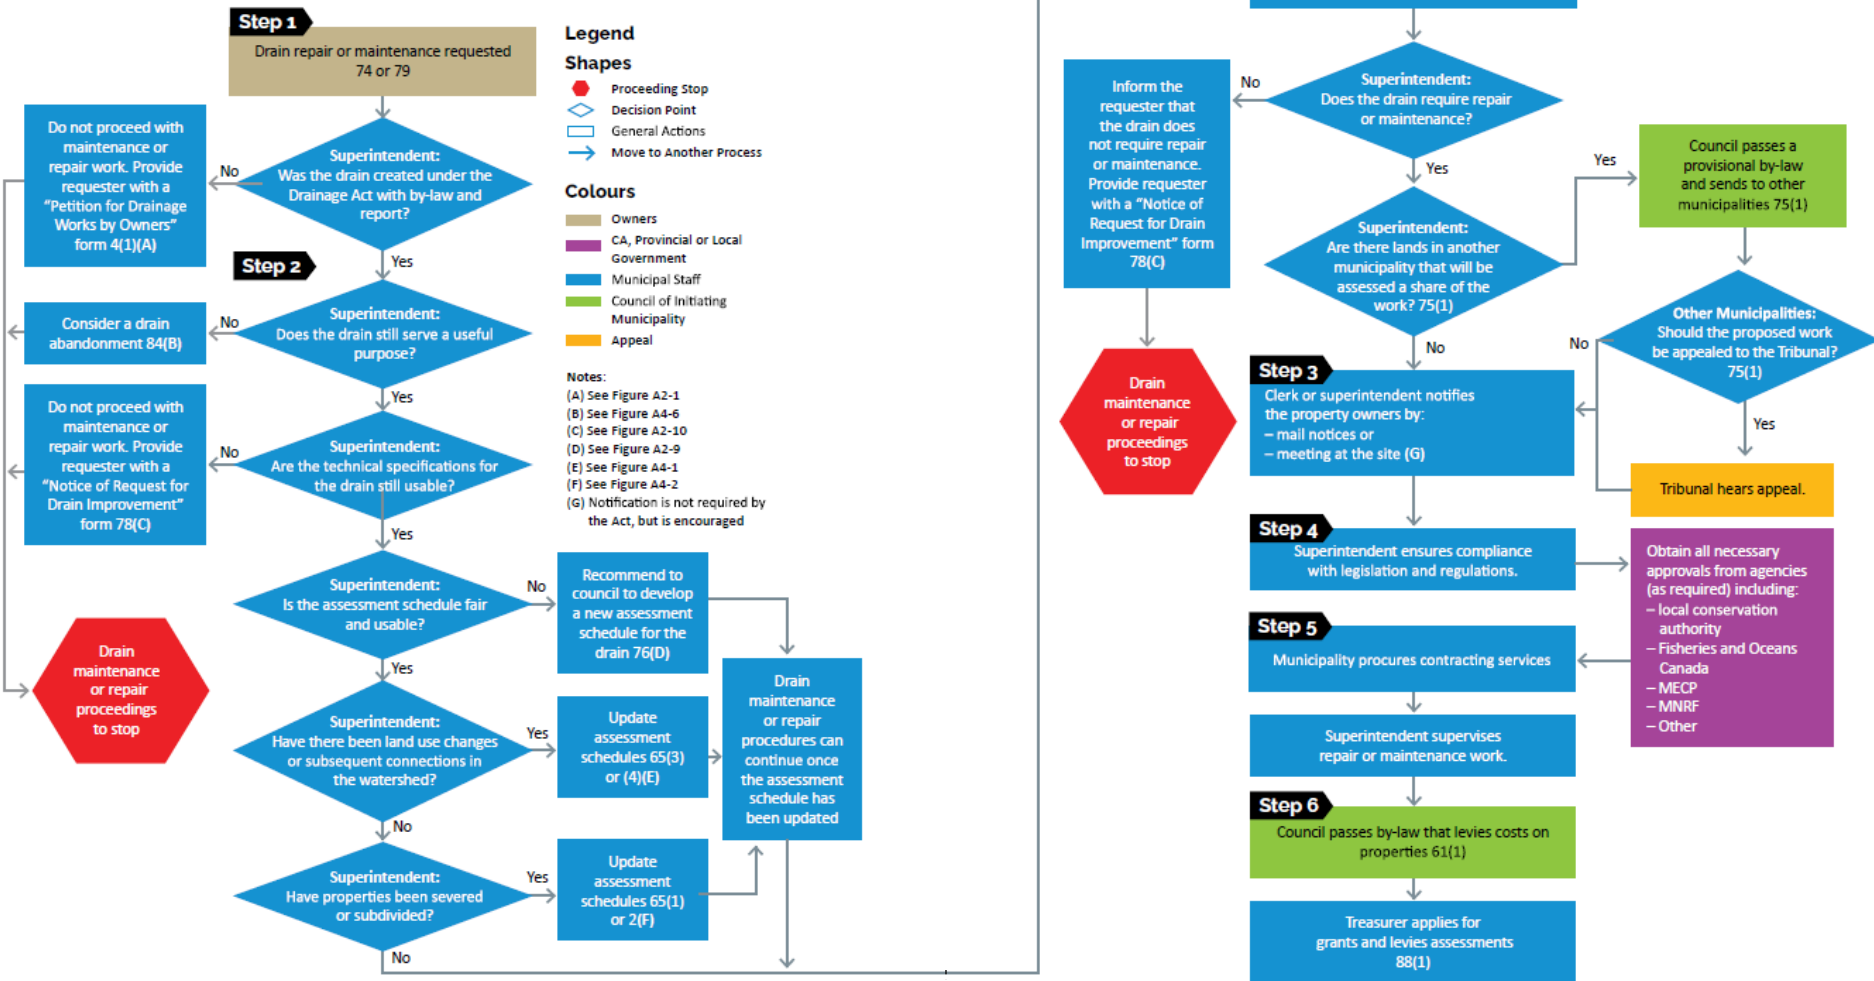 Step 1
Drain repair or maintenance requested
74 or 79
Superintendent:
Was the drain created under the
Drainage Act with by-law and
report?
No
Do not proceed with
maintenance or
repair work. Provide
requester with a
“Petition for Drainage
Works by Owners”
form 4(1)(A)
Yes
Step 2
Superintendent:
Does the drain still serve a useful
purpose?
No
Consider a drain
abandonment 84(B)
Yes
Superintendent:
Are the technical specifications for
the drain still usable?
No
Do not proceed with
maintenance or
repair work. Provide
requester with a
“Notice of Request for
Drain Improvement”
form 78(C)
Drain
maintenance
or repair
proceedings
to stop
Yes
Superintendent:
Is the assessment schedule fair
and usable?
No
Recommend to
council to develop
a new assessment
schedule for the
drain 76(D)
Yes
Superintendent:
Have there been land use changes
or subsequent connections in
the watershed?
Yes
Update
assessment
schedules 65(3)
or (4)(E)
No
Superintendent:
Have properties been severed
or subdivided?
Yes
Update
assessment
schedules 65(1)
or 2(F)
No
Drain
maintenance
or repair
procedures can
continue once
the assessment
schedule has
been updated
Legend
Shapes
Proceeding Stop
Decision Point
General Actions
Move to Another Process
Colours
Owners
CA, Provincial or Local
Government
Municipal Staff
Council of Initiating
Municipality
Appeal
Notes:
(A) See Figure A2-1
(B) See Figure A4-6
(C) See Figure A2-10
(D) See Figure A2-9
(E) See Figure A4-1
(F) See Figure A4-2
(G) Notification is not required by
the Act, but is encouraged
Superintendent:
Does the drain require repair
or maintenance?
No
Inform the
requester that
the drain does
not require repair
or maintenance.
Provide requester
with a “Notice of
Request for Drain
Improvement” form
78(C)
Drain
maintenance
or repair
proceedings
to stop
Yes
Superintendent:
Are there lands in another
municipality that will be
assessed a share of the
work? 75(1)
Yes
Council passes a
provisional by-law
and sends to other
municipalities 75(1)
Other Municipalities:
Should the proposed work
be appealed to the Tribunal?
75(1)
No
Yes
Tribunal hears appeal.
No
Step 3
Clerk or superintendent notifies
the property owners by:
– mail notices or
– meeting at the site (G)
Step 4
Superintendent ensures compliance
with legislation and regulations.
Obtain all necessary
approvals from agencies
(as required) including:
– local conservation
authority
– Fisheries and Oceans
Canada
– MECP
– MNRF
– Other
Step 5
Municipality procures contracting services
Superintendent supervises
repair or maintenance work.
Step 6
Council passes by-law that levies costs on
properties 61(1)
Treasurer applies for
grants and levies assessments
88(1)